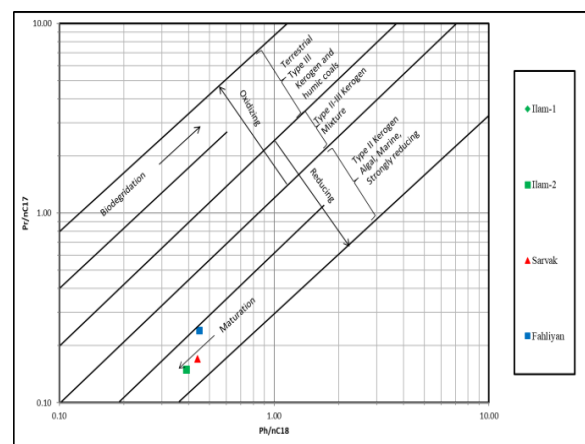 10.00
1.00
0.10
0.10
1.00
10.00
Pr/nC17
Ph/nC18
Biodegridation
Oxidizing
Reducing
Maturation
Terrestrial
Type III
Kerogen and
humic coals
Type II-III Kerogen
Mixture
Type II Kerogen
Algal, Marine,
Strongly reducing
Ilam-1
Ilam-2
Sarvak
Fahliyan